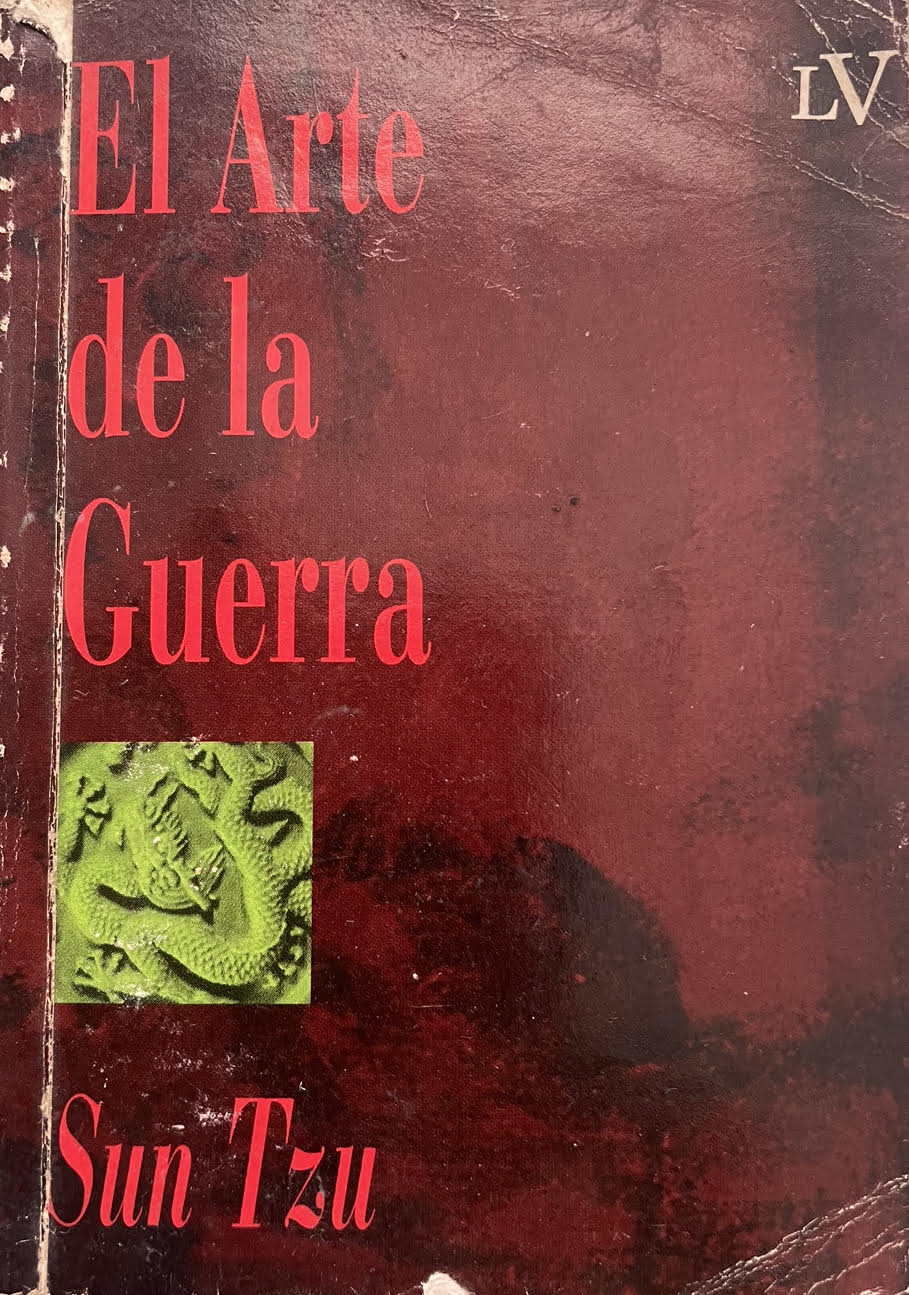 LV
El Arte
de la
Guerra
Sun Tzu